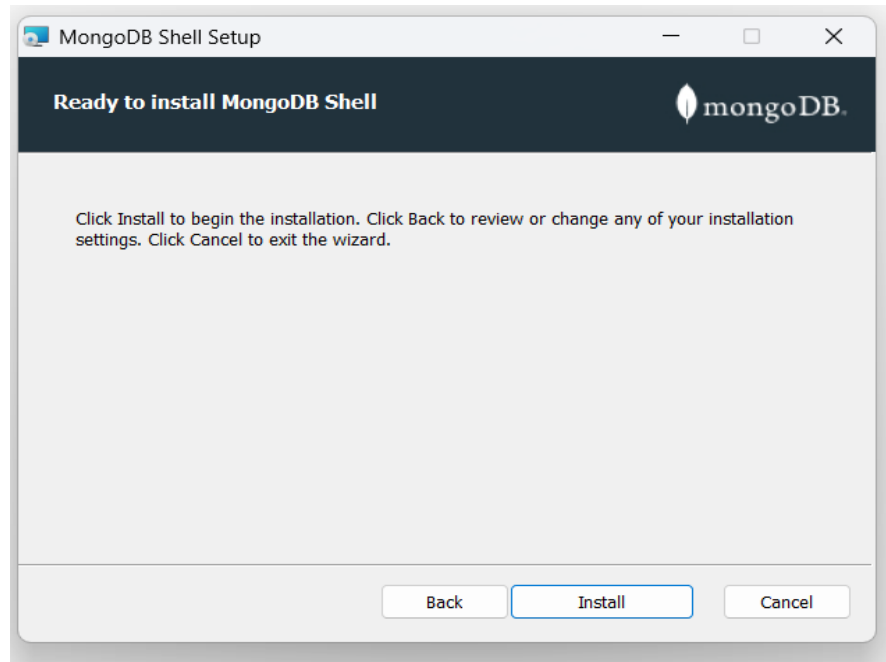 MongoDB Shell Setup
Ready to install MongoDB Shell
mongoDB.
Click Install to begin the installation. Click Back to review or change any of your installation
settings. Click Cancel to exit the wizard.
Back Install Cancel